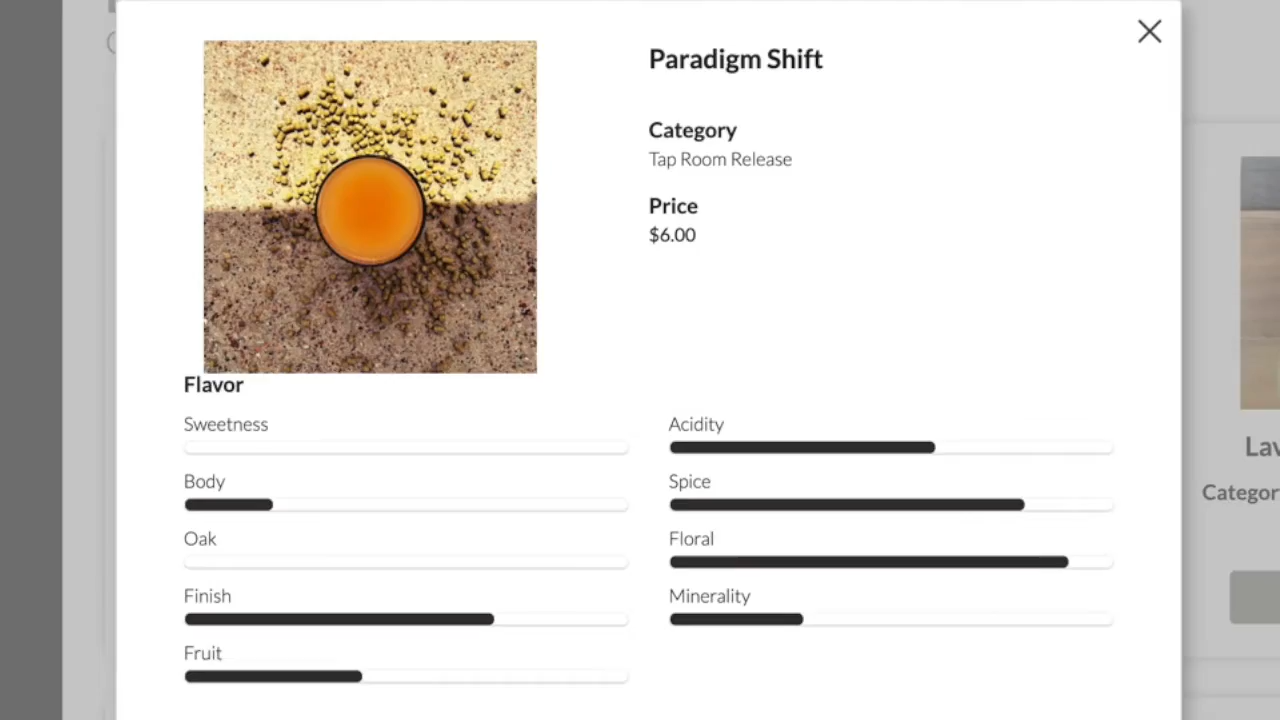 Paradigm Shift
Category
Tap Room Release
Price
$6.00
Flavor
Sweetness
Acidity
Body
Spice
Oak
Floral
Finish
Minerality
Fruit